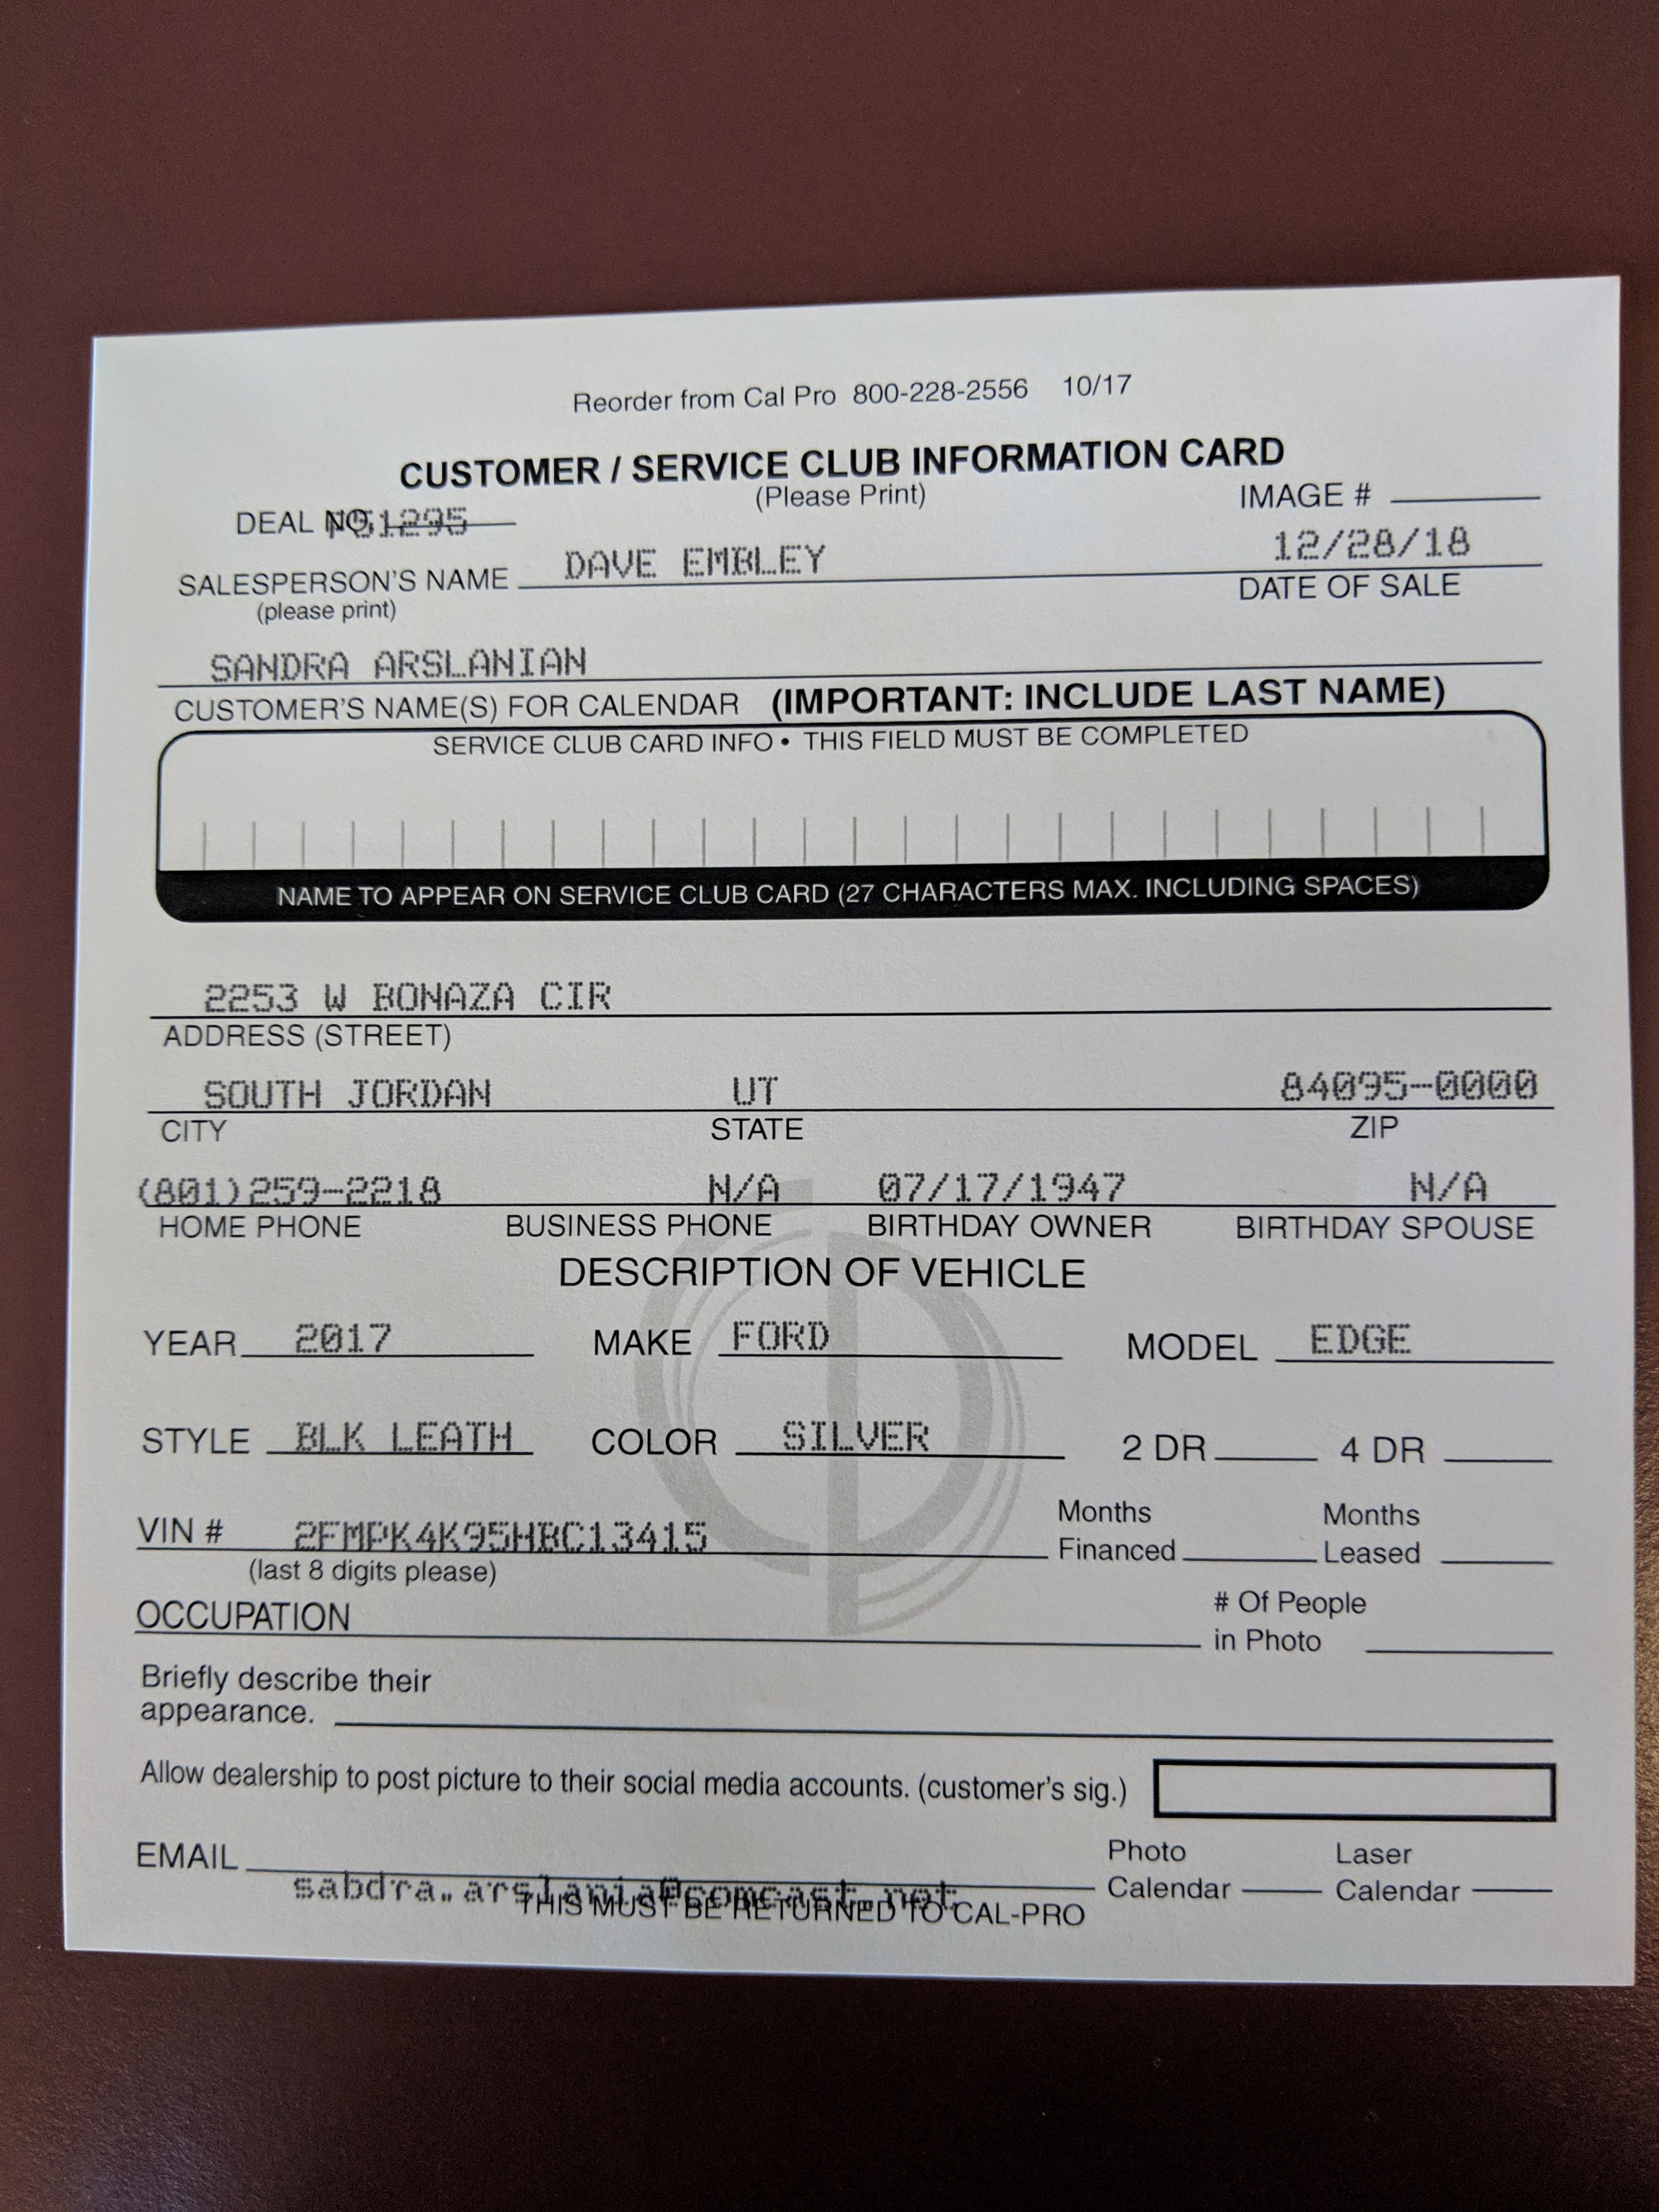 Reorder from Cal Pro 800-228-2556 10/17
CUSTOMER / SERVICE CLUB INFORMATION CARD
(Please Print)
IMAGE #
DEAL NO. 51295
12/28/18
SALESPERSON'S NAME DAVE EMBLEY
(please print)
DATE OF SALE
SANDRA ARSLANIAN
CUSTOMER'S NAME(S) FOR CALENDAR (IMPORTANT: INCLUDE LAST NAME)
SERVICE CLUB CARD INFO • THIS FIELD MUST BE COMPLETED
NAME TO APPEAR ON SERVICE CLUB CARD (27 CHARACTERS MAX. INCLUDING SPACES)
2253 W BONAZA CIR
ADDRESS (STREET)
SOUTH JORDAN UT 84095-0000
CITY STATE ZIP
(801)259-2218 N/A 07/17/1947 N/A
HOME PHONE BUSINESS PHONE BIRTHDAY OWNER BIRTHDAY SPOUSE
DESCRIPTION OF VEHICLE
YEAR 2017 MAKE FORD MODEL EDGE
STYLE BLK LEATH COLOR SILVER 2 DR 4 DR
VIN # 2FMPK4K95HBC13415
(last 8 digits please)
Months Financed
Months Leased
OCCUPATION
# Of People in Photo
Briefly describe their
appearance.
Allow dealership to post picture to their social media accounts. (customer's sig.)
EMAIL
Photo Calendar
Laser Calendar
sabdra.arslania@comcast.net
THIS MUST BE RETURNED TO CAL-PRO